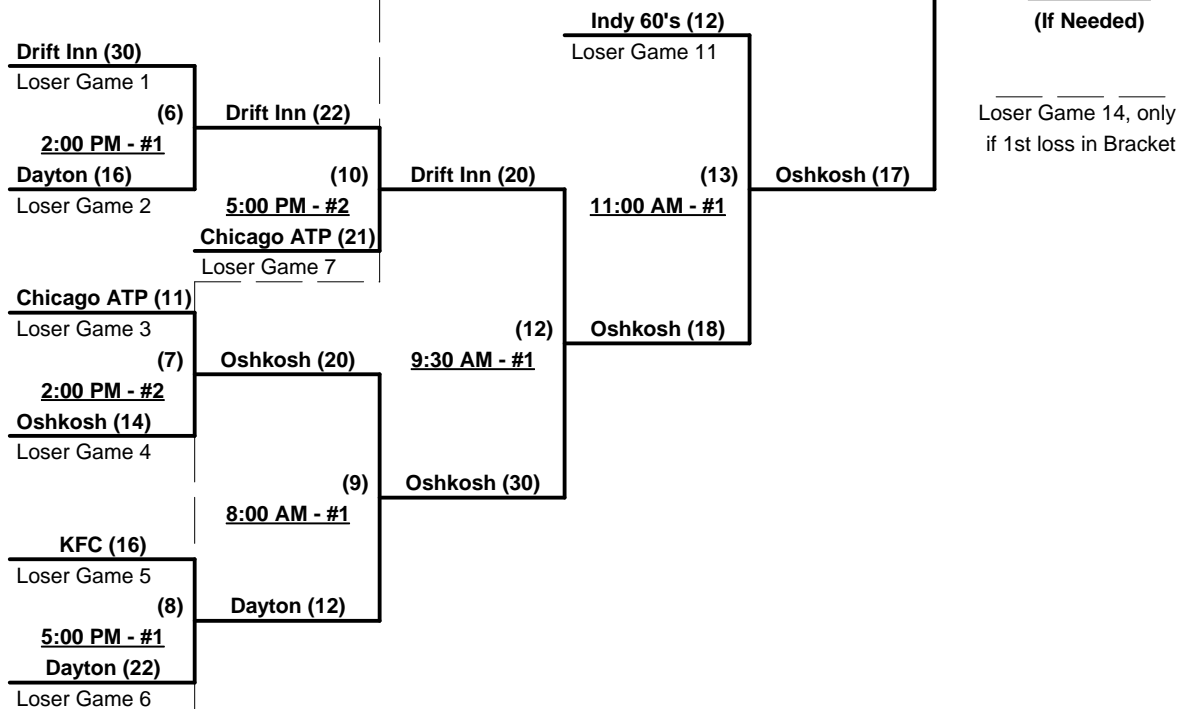 Indy 60's (12)
(If Needed)
Drift Inn (30)
Loser Game 11
Loser Game 1
(6)
Drift Inn (22)
Loser Game 14, only
2:00 PM - #1
if 1st loss in Bracket
Dayton (16)
(10)
Drift Inn (20)
(13)
Oshkosh (17)
Loser Game 2
5:00 PM - #2
11:00 AM - #1
Chicago ATP (21)
Loser Game 7
Chicago ATP (11)
Loser Game 3
(12)
Oshkosh (18)
(7)
Oshkosh (20)
9:30 AM - #1
2:00 PM - #2
Oshkosh (14)
Loser Game 4
(9)
Oshkosh (30)
8:00 AM - #1
KFC (16)
Loser Game 5
(8)
Dayton (12)
5:00 PM - #1
Dayton (22)
Loser Game 6